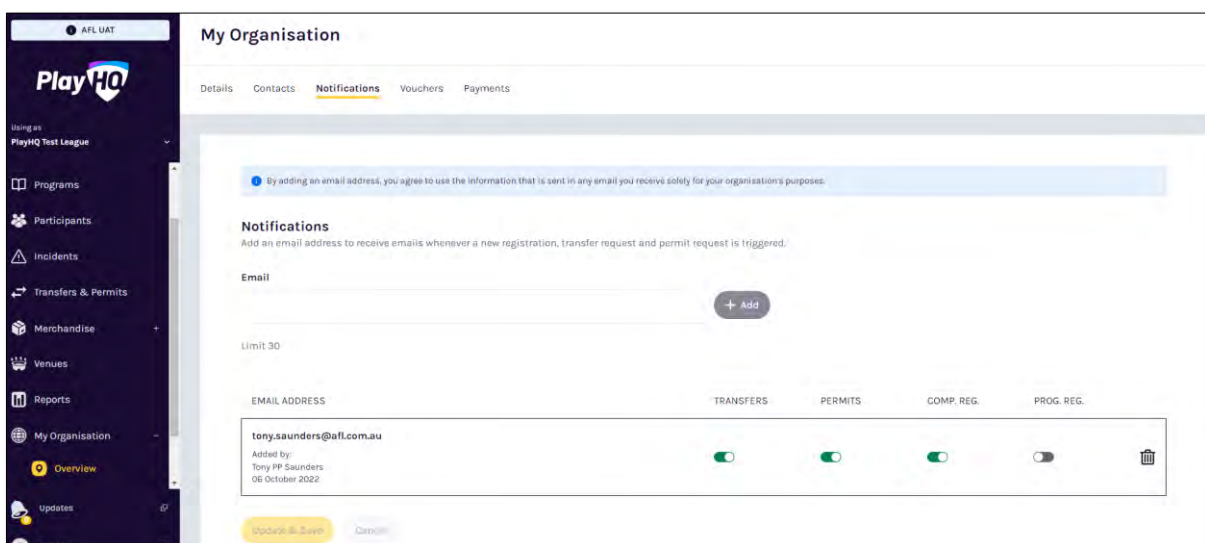 AFL UAT
PlayHQ
Using as
PlayHQ Test League
Programs
Participants
Incidents
Transfers & Permits
Merchandise +
Venues
Reports
My Organisation −
Overview
Updates
My Organisation
Details Contacts Notifications Vouchers Payments
By adding an email address, you agree to use the information that is sent in any email you receive solely for your organisation's purposes.
Notifications
Add an email address to receive emails whenever a new registration, transfer request and permit request is triggered.
Email
+ Add
Limit 30
EMAIL ADDRESS TRANSFERS PERMITS COMP. REG. PROG. REG.
tony.saunders@afl.com.au
Added by:
Tony PP Saunders
06 October 2022
Update & Save Cancel